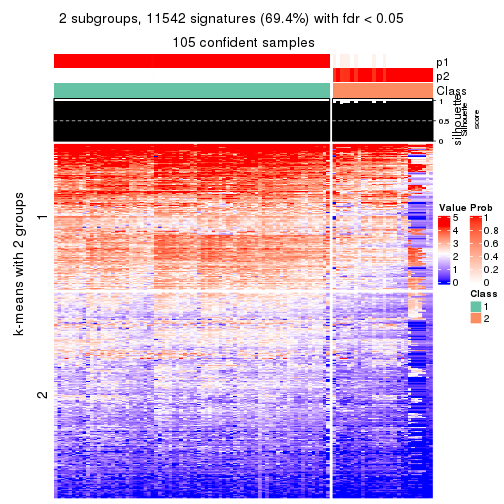 2 subgroups, 11542 signatures (69.4%) with fdr < 0.05
105 confident samples
p1
p2
Class
1
0.5
0
silhouette
Silhouette
score
k-means with 2 groups
1
2
Value
5
4
3
2
1
0
Prob
1
0.8
0.6
0.4
0.2
0
Class
1
2